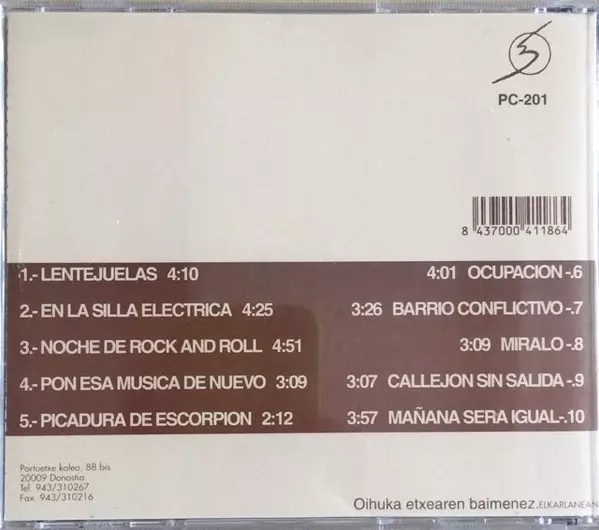 PC-201
8 437000 411864
1.- LENTEJUELAS 4:10
2.- EN LA SILLA ELECTRICA 4:25
3.- NOCHE DE ROCK AND ROLL 4:51
4.- PON ESA MUSICA DE NUEVO 3:09
5.- PICADURA DE ESCORPION 2:12
4:01 OCUPACION -.6
3:26 BARRIO CONFLICTIVO -.7
3:09 MIRALO -.8
3:07 CALLEJON SIN SALIDA -.9
3:57 MAÑANA SERA IGUAL-.10
Portuetxe kalea, 88 bis
20009 Donostia
Tel. 943/310267
Fax. 943/310216
Oihuka etxearen baimenez. ELKARLANEAN